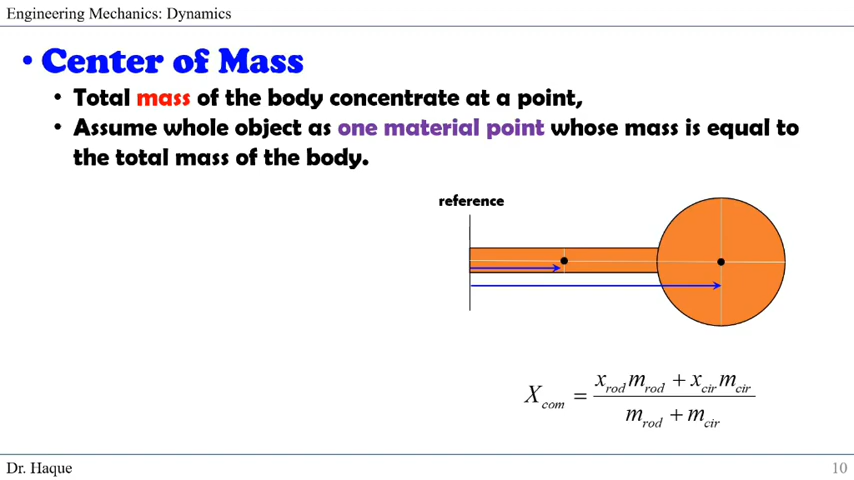 Engineering Mechanics: Dynamics
• Center of Mass
• Total mass of the body concentrate at a point,
• Assume whole object as one material point whose mass is equal to
the total mass of the body.
reference
X_com = (x_rod m_rod + x_cir m_cir) / (m_rod + m_cir)
Dr. Haque
10